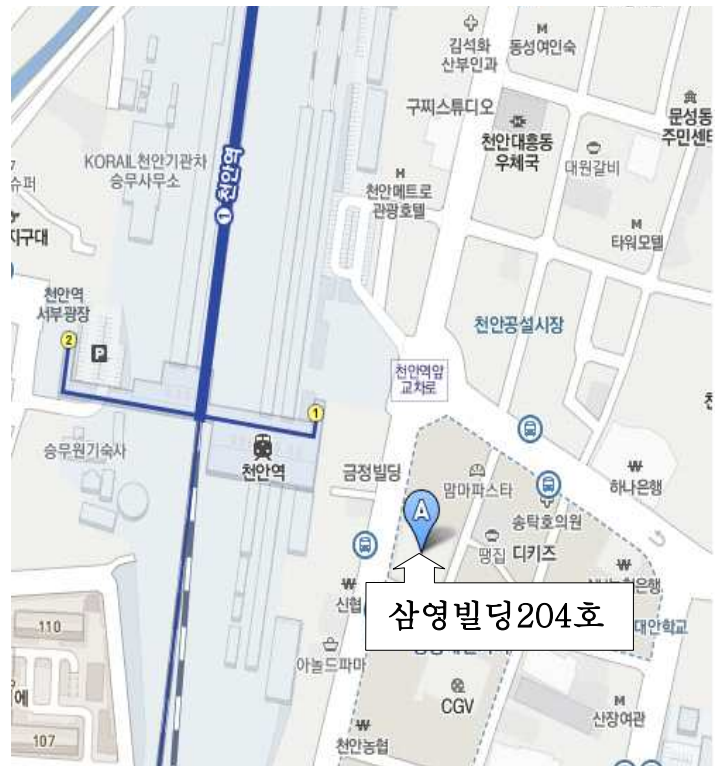 김석화
산부인과
M
동성여인숙
구찌스튜디오
천안대흥동
우체국
문성동
주민센터
대원갈비
KORAIL천안기관차
승무사무소
슈퍼
지구대
H
천안메트로
관광호텔
M
타워모텔
1 천안역
천안역
서부광장
2
P
천안공설시장
천안역앞
교차로
1
승무원기숙사
천안역
금정빌딩
맘마파스타
₩
하나은행
A
송탁호의원
땡집
디키즈
₩
은행
₩
신협
삼영빌딩204호
대안학교
110
아놀드파마
에
CGV
M
산장여관
107
₩
천안농협